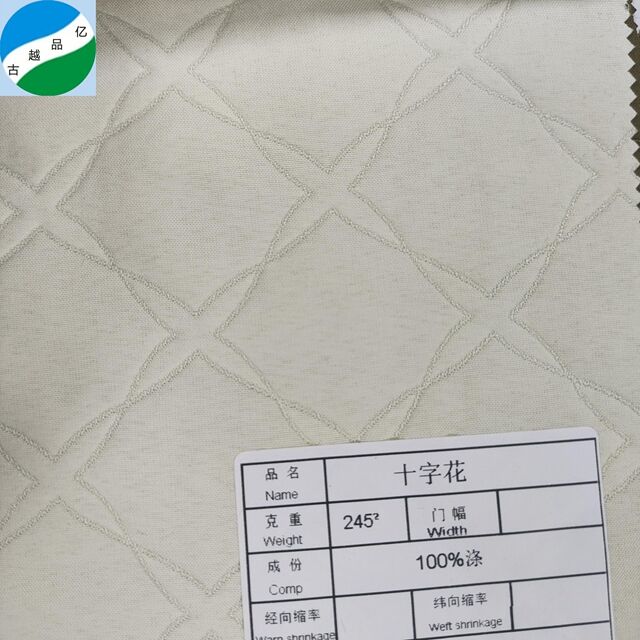 古越品亿
品名 十字花
Name
克重 245² 门幅
Weight Width
成份 100%涤
Comp
经向缩率 纬向缩率
Warp shrinkage Weft shrinkage